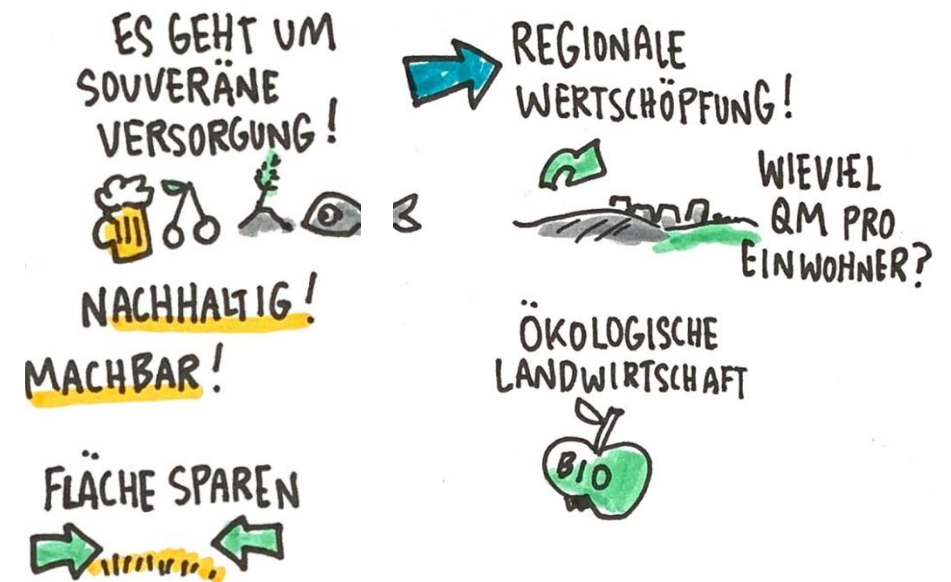 ES GEHT UM
SOUVERÄNE
VERSORGUNG!
NACHHALTIG!
MACHBAR!
FLÄCHE SPAREN
REGIONALE
WERTSCHÖPFUNG!
WIEVIEL
QM PRO
EINWOHNER?
ÖKOLOGISCHE
LANDWIRTSCHAFT
BIO